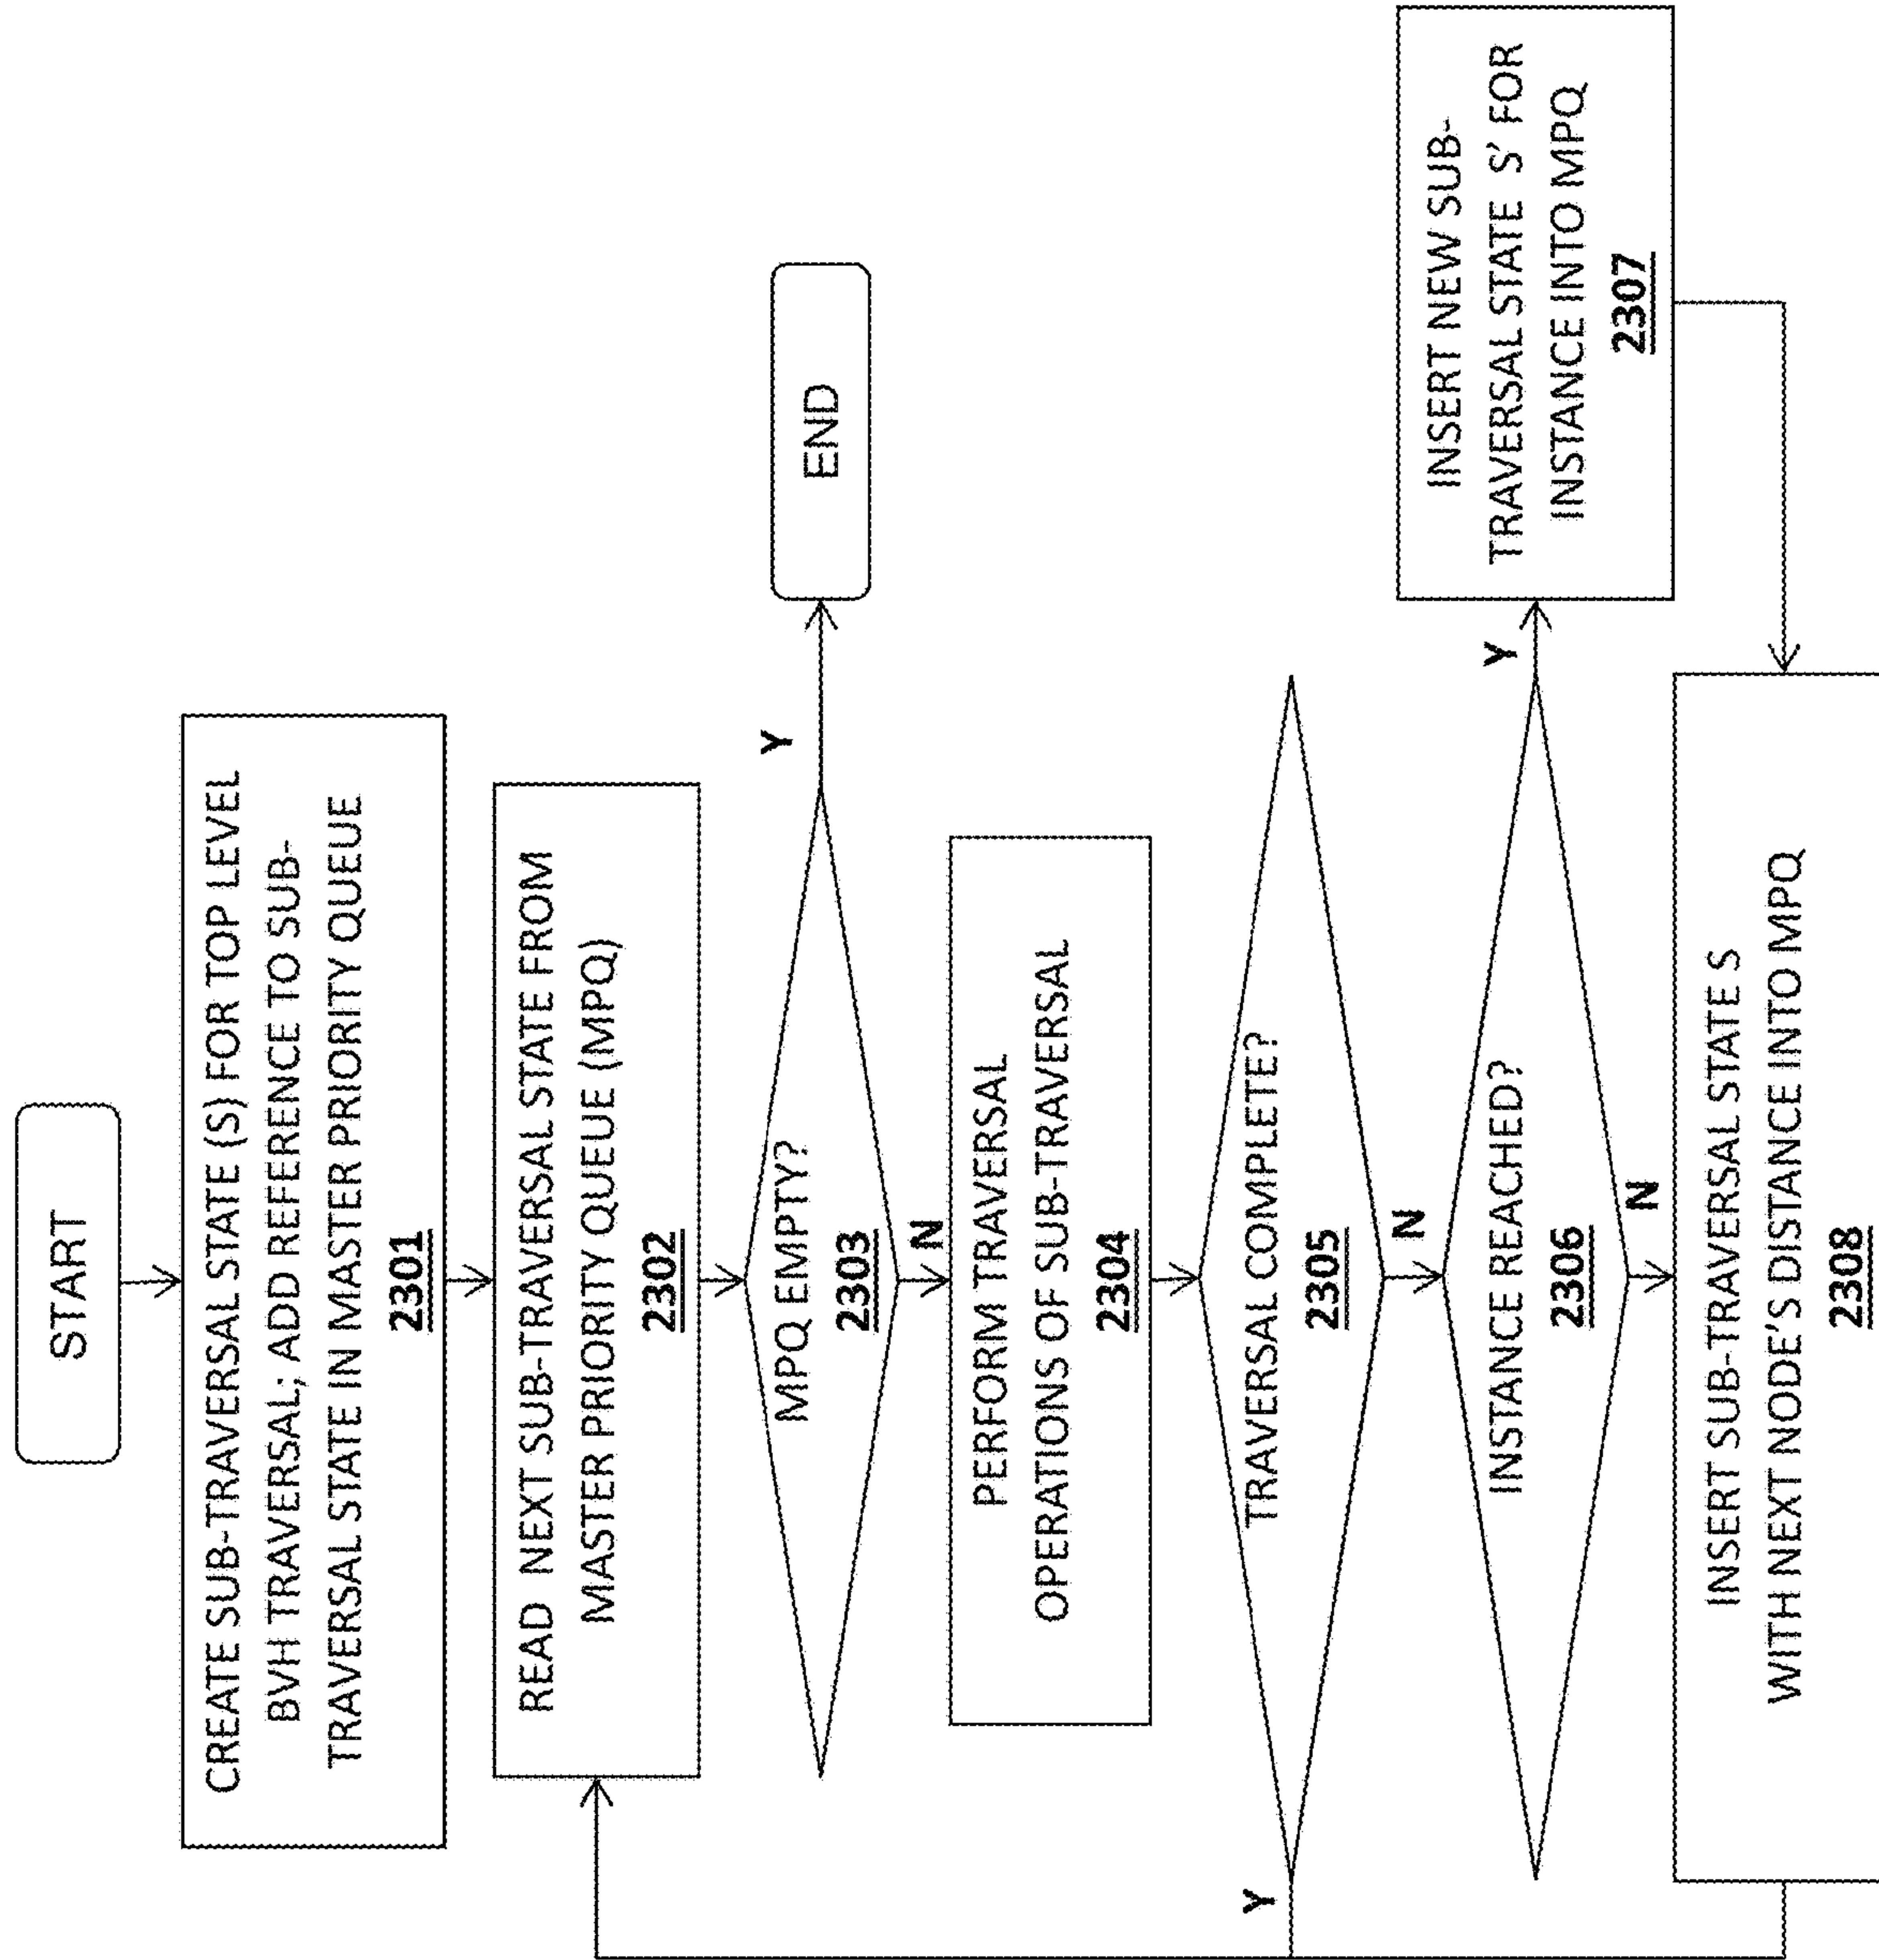 START
CREATE SUB-TRAVERSAL STATE (S) FOR TOP LEVEL
BVH TRAVERSAL; ADD REFERENCE TO SUB-
TRAVERSAL STATE IN MASTER PRIORITY QUEUE
2301
READ NEXT SUB-TRAVERSAL STATE FROM
MASTER PRIORITY QUEUE (MPQ)
2302
MPQ EMPTY?
2303
Y
END
N
PERFORM TRAVERSAL
OPERATIONS OF SUB-TRAVERSAL
2304
TRAVERSAL COMPLETE?
2305
Y
N
INSTANCE REACHED?
2306
Y
INSERT NEW SUB-
TRAVERSAL STATE S' FOR
INSTANCE INTO MPQ
2307
N
INSERT SUB-TRAVERSAL STATE S
WITH NEXT NODE'S DISTANCE INTO MPQ
2308